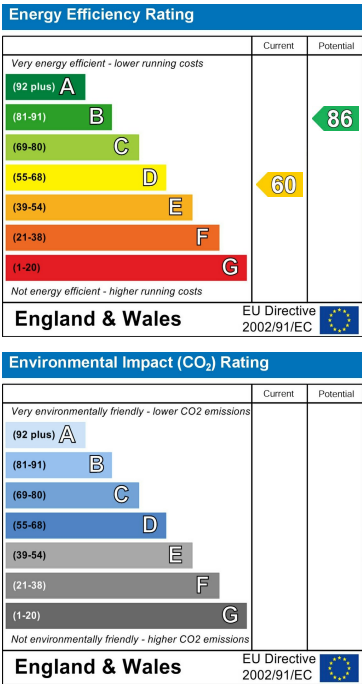 Energy Efficiency Rating
Current Potential
Very energy efficient - lower running costs
(92 plus) A
(81-91) B
(69-80) C
(55-68) D
(39-54) E
(21-38) F
(1-20) G
60
86
Not energy efficient - higher running costs
England & Wales
EU Directive
2002/91/EC
Environmental Impact (CO₂) Rating
Current Potential
Very environmentally friendly - lower CO2 emissions
(92 plus) A
(81-91) B
(69-80) C
(55-68) D
(39-54) E
(21-38) F
(1-20) G
Not environmentally friendly - higher CO2 emissions
England & Wales
EU Directive
2002/91/EC